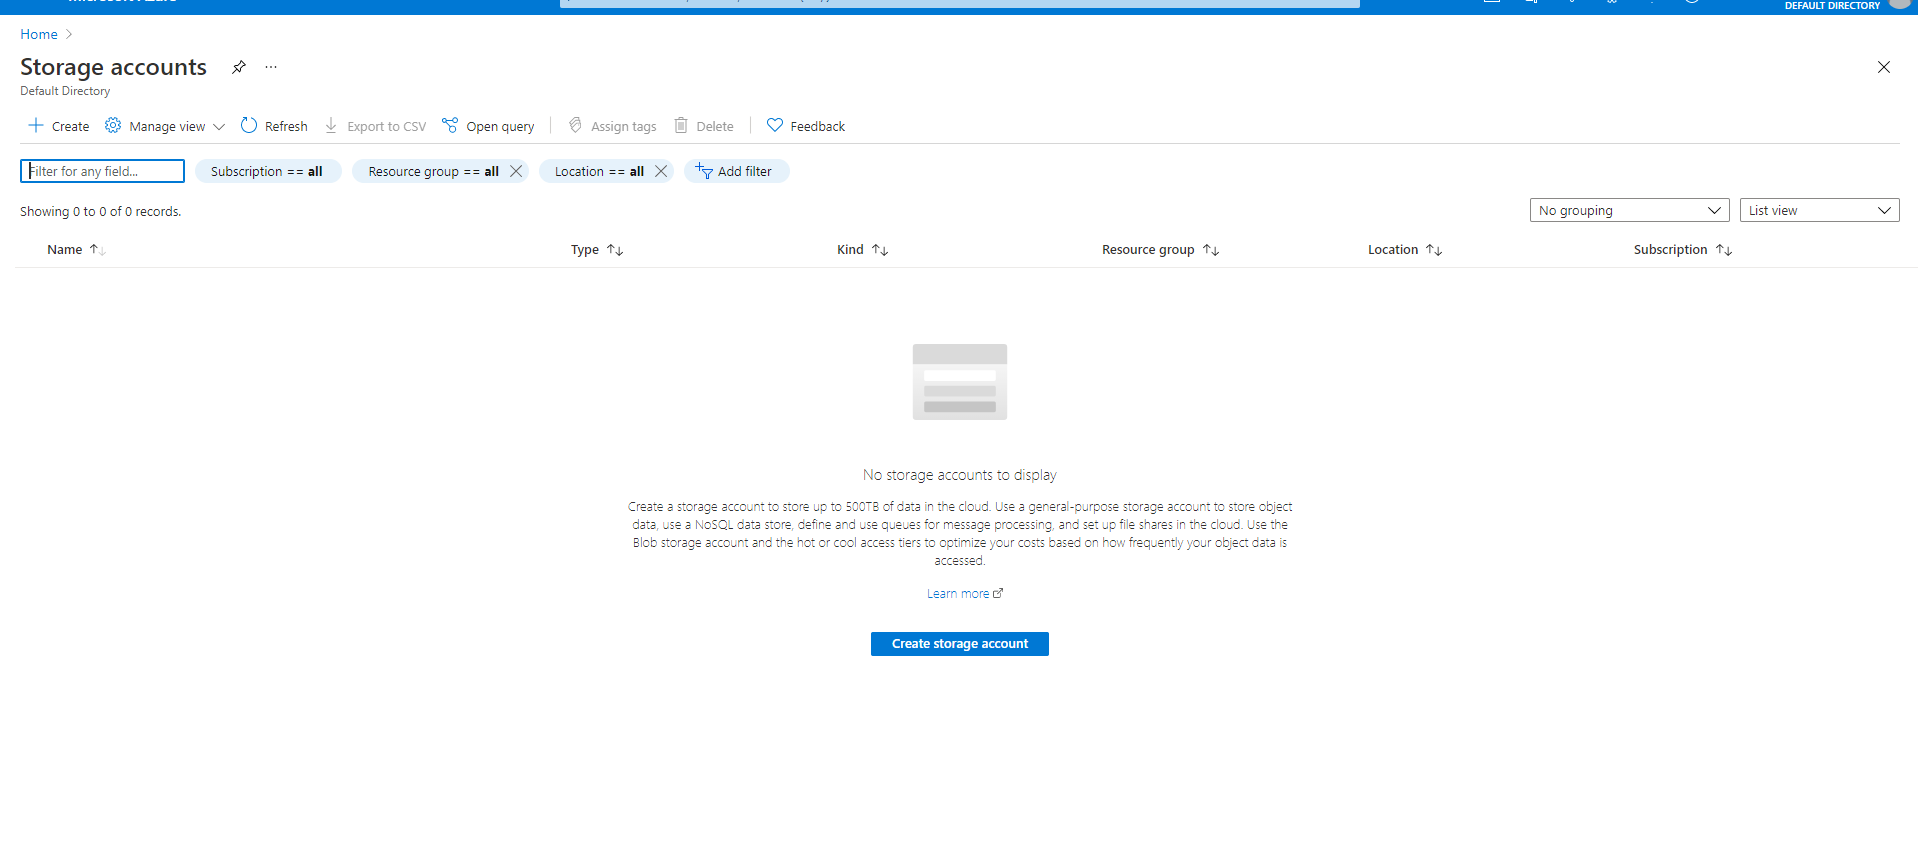 DEFAULT DIRECTORY
Home
Storage accounts
Default Directory
Create Manage view Refresh Export to CSV Open query Assign tags Delete Feedback
Filter for any field... Subscription == all Resource group == all Location == all Add filter
Showing 0 to 0 of 0 records. No grouping List view
Name Type Kind Resource group Location Subscription
No storage accounts to display
Create a storage account to store up to 500TB of data in the cloud. Use a general-purpose storage account to store object
data, use a NoSQL data store, define and use queues for message processing, and set up file shares in the cloud. Use the
Blob storage account and the hot or cool access tiers to optimize your costs based on how frequently your object data is
accessed.
Learn more
Create storage account